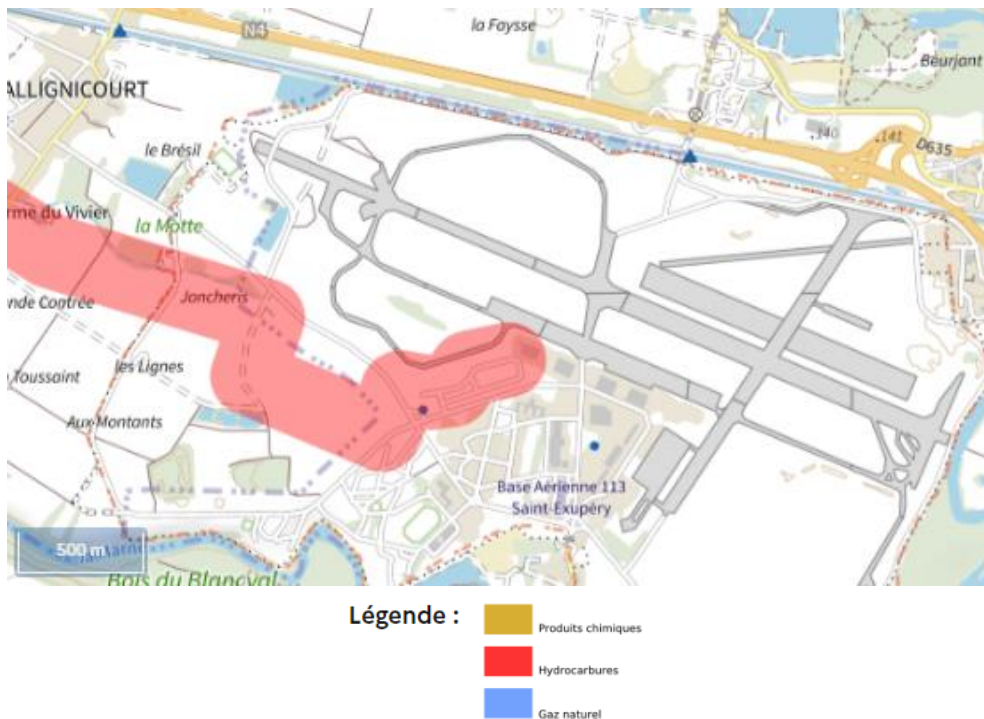 la Faysse
N4
Beurjant
ALLIGNICOURT
140
141
D635
le Brésil
rme du Vivier
la Motte
Joncheris
nde Contrée
Toussaint
les Lignes
Aux Montants
Base Aérienne 113
Saint-Exupéry
500 m
Bois du Blancval
Légende :
Produits chimiques
Hydrocarbures
Gaz naturel